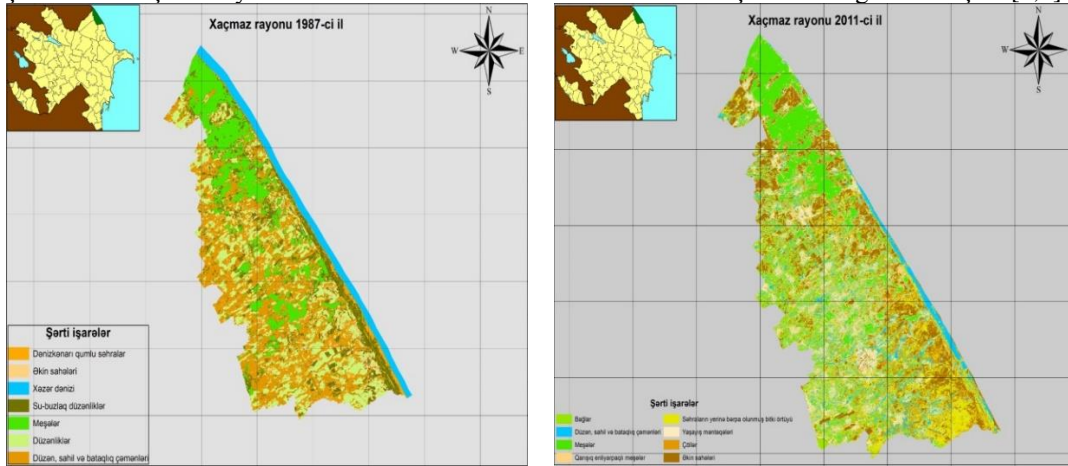 Xaçmaz rayonu 1987-ci il
N
W
E
S
Şərti işarələr
Dənizkənarı qumlu səhralar
Əkin sahələri
Xəzər dənizi
Su-buzlaq düzənliklər
Meşələr
Düzənliklər
Düzən, sahil və bataqlıq çəmənləri
Xaçmaz rayonu 2011-ci il
N
W
E
S
Şərti işarələr
Bağlar
Düzən, sahil və bataqlıq çəmənləri
Meşələr
Qarışıq enliyarpaqlı meşələr
Səhraların yerinə bərpa olunmuş bitki örtüyü
Yaşayış məntəqələri
Çöllər
Əkin sahələri